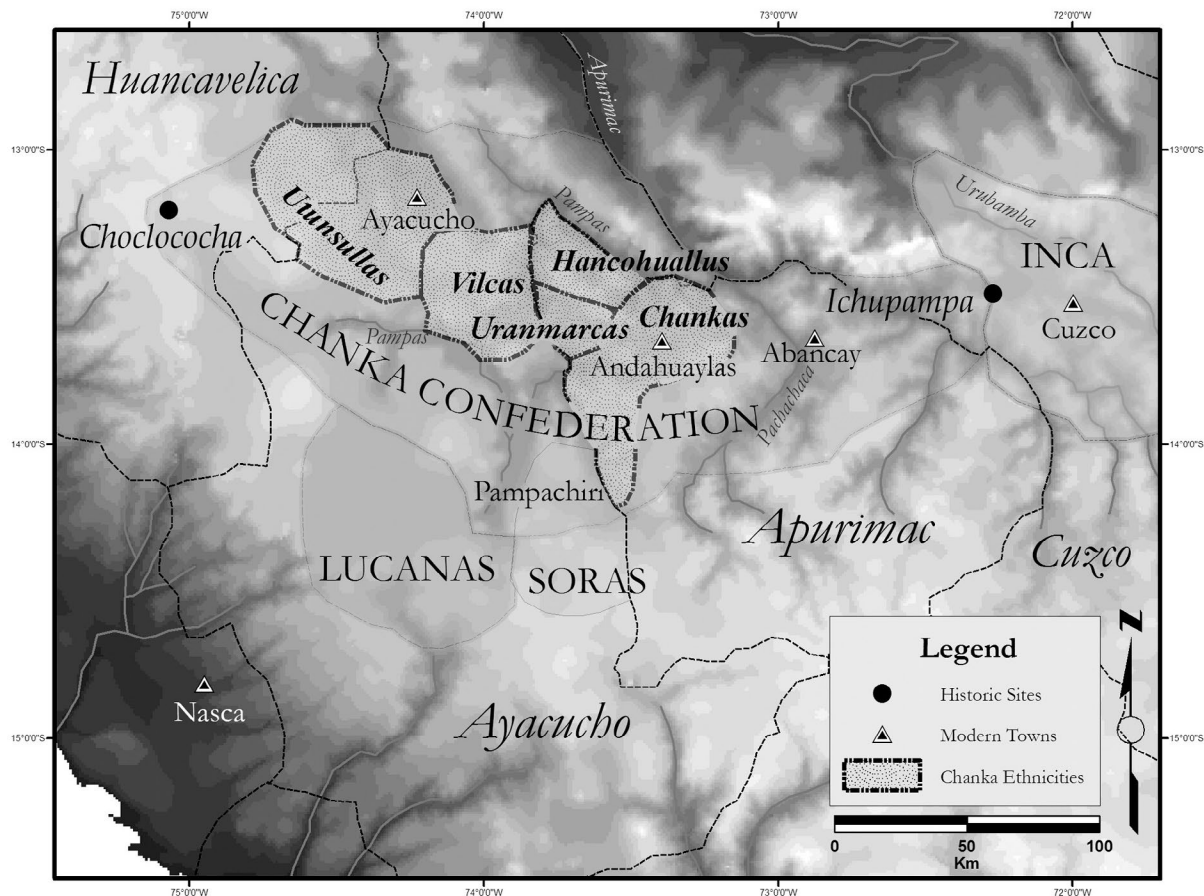 75°0'0"W
74°0'0"W
73°0'0"W
72°0'0"W
Huancavelica
Apurimac
13°0'0"S
13°0'0"S
Urubamba
Pampas
Utunsullas
Ayacucho
Choclococha
Hancohuallus
INCA
Vilcas
Ichupampa
Uranmarcas
Chankas
Cuzco
Pampas
Abancay
Andahuaylas
CHANKA CONFEDERATION
Pachachaca
14°0'0"S
14°0'0"S
Pampachiri
Apurimac
Cuzco
LUCANAS
SORAS
Legend
Historic Sites
Modern Towns
Chanka Ethnicities
N
Nasca
Ayacucho
15°0'0"S
15°0'0"S
0
50
100
Km
75°0'0"W
74°0'0"W
73°0'0"W
72°0'0"W